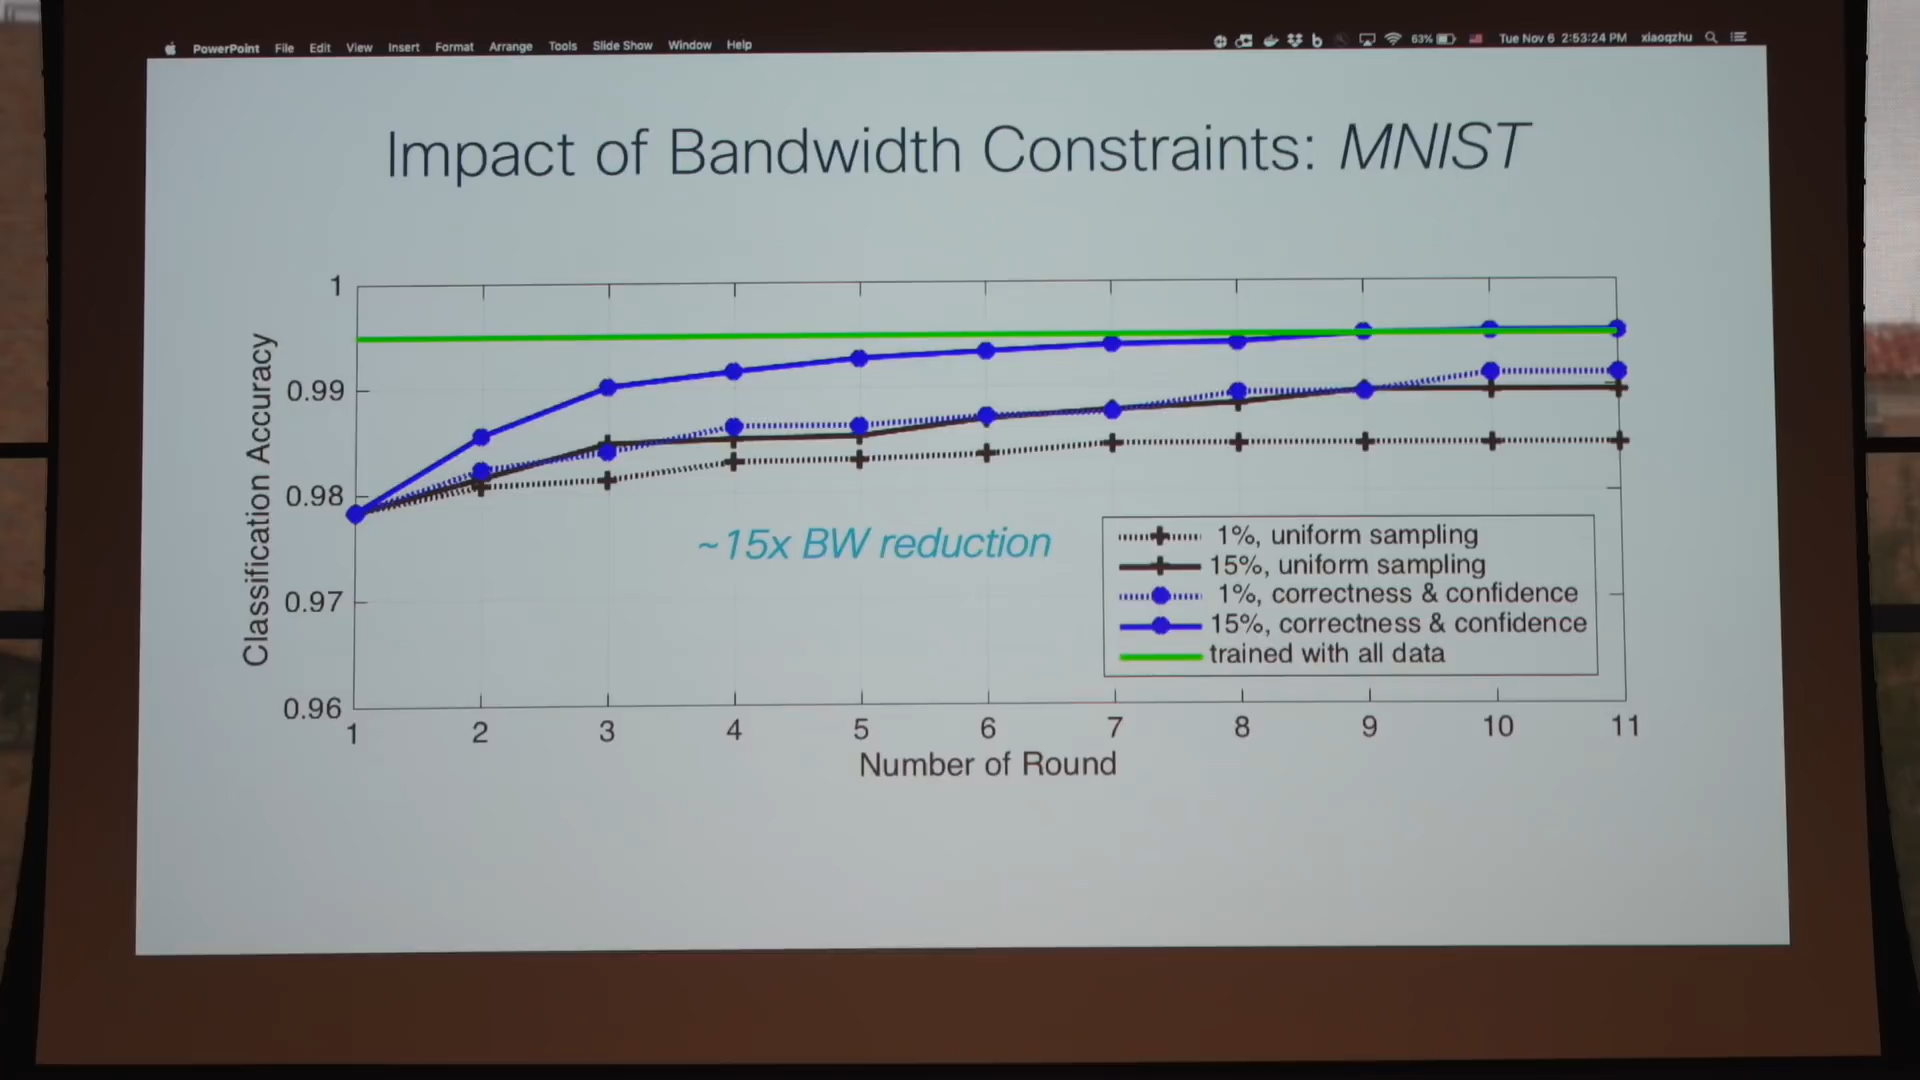 PowerPoint File Edit View Insert Format Arrange Tools Slide Show Window Help
63% Tue Nov 6 2:53:24 PM xiaoqzhu
Impact of Bandwidth Constraints: MNIST
1
0.99
0.98
0.97
0.96
Classification Accuracy
~15x BW reduction
1%, uniform sampling
15%, uniform sampling
1%, correctness & confidence
15%, correctness & confidence
trained with all data
1 2 3 4 5 6 7 8 9 10 11
Number of Round